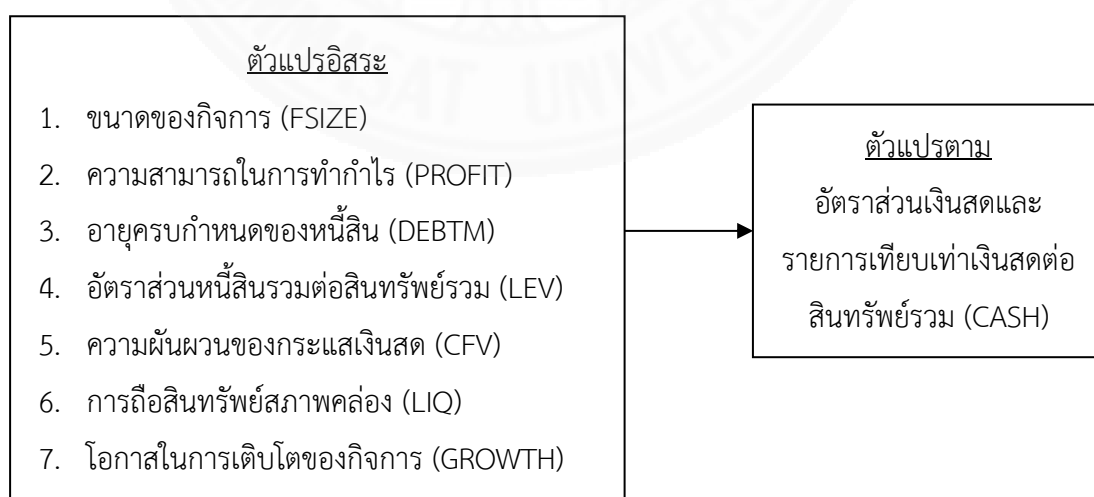 ตัวแปรอิสระ
1. ขนาดของกิจการ (FSIZE)
2. ความสามารถในการทำกำไร (PROFIT)
3. อายุครบกำหนดของหนี้สิน (DEBTM)
4. อัตราส่วนหนี้สินรวมต่อสินทรัพย์รวม (LEV)
5. ความผันผวนของกระแสเงินสด (CFV)
6. การถือสินทรัพย์สภาพคล่อง (LIQ)
7. โอกาสในการเติบโตของกิจการ (GROWTH)
ตัวแปรตาม
อัตราส่วนเงินสดและ
รายการเทียบเท่าเงินสดต่อ
สินทรัพย์รวม (CASH)